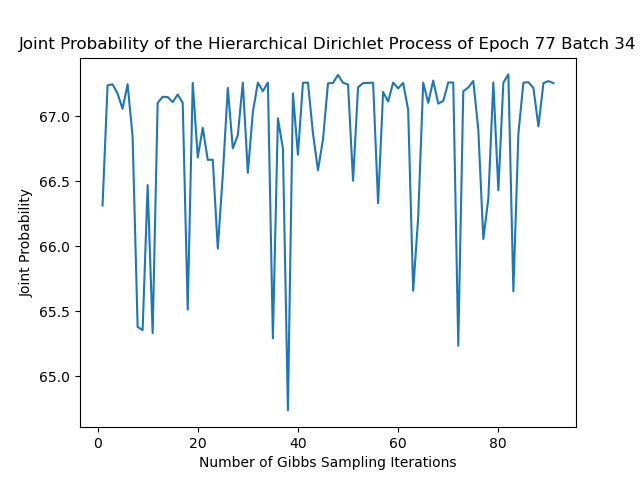 Joint Probability of the Hierarchical Dirichlet Process of Epoch 77 Batch 34
67.0
66.5
66.0
65.5
65.0
Joint Probability
0 20 40 60 80
Number of Gibbs Sampling Iterations